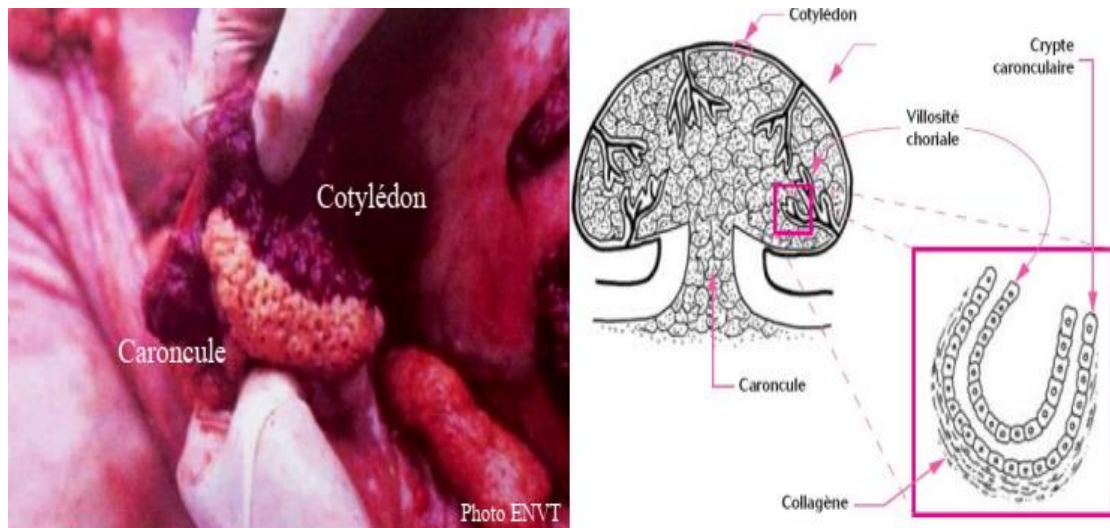 Cotylédon
Caroncule
Photo ENVT
Cotylédon
Crypte
caronculaire
Villosité
choriale
Caroncule
Collagène